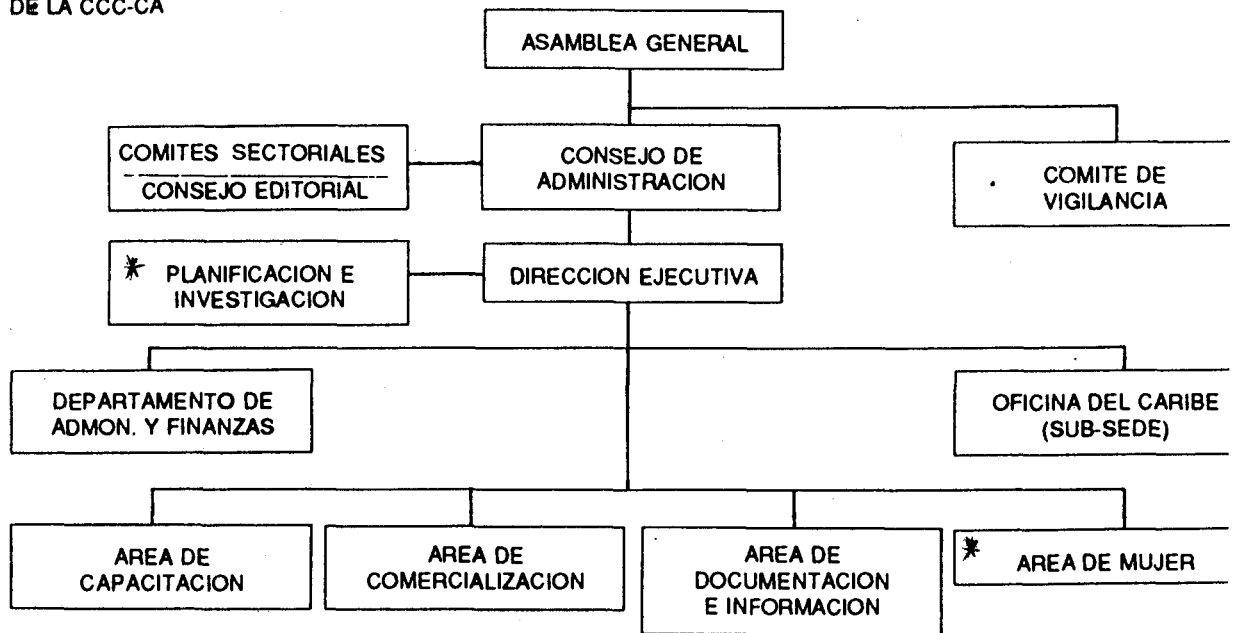 DE LA CCC-CA
ASAMBLEA GENERAL
COMITES SECTORIALES
CONSEJO EDITORIAL
CONSEJO DE
ADMINISTRACION
COMITE DE
VIGILANCIA
* PLANIFICACION E
INVESTIGACION
DIRECCION EJECUTIVA
DEPARTAMENTO DE
ADMON. Y FINANZAS
OFICINA DEL CARIBE
(SUB-SEDE)
AREA DE
CAPACITACION
AREA DE
COMERCIALIZACION
AREA DE
DOCUMENTACION
E INFORMACION
* AREA DE MUJER